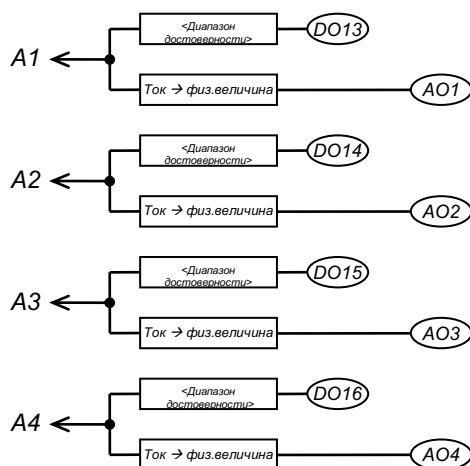 <Диапазон
достоверности>
DO13
A1
Ток → физ.величина
AO1
<Диапазон
достоверности>
DO14
A2
Ток → физ.величина
AO2
<Диапазон
достоверности>
DO15
A3
Ток → физ.величина
AO3
<Диапазон
достоверности>
DO16
A4
Ток → физ.величина
AO4